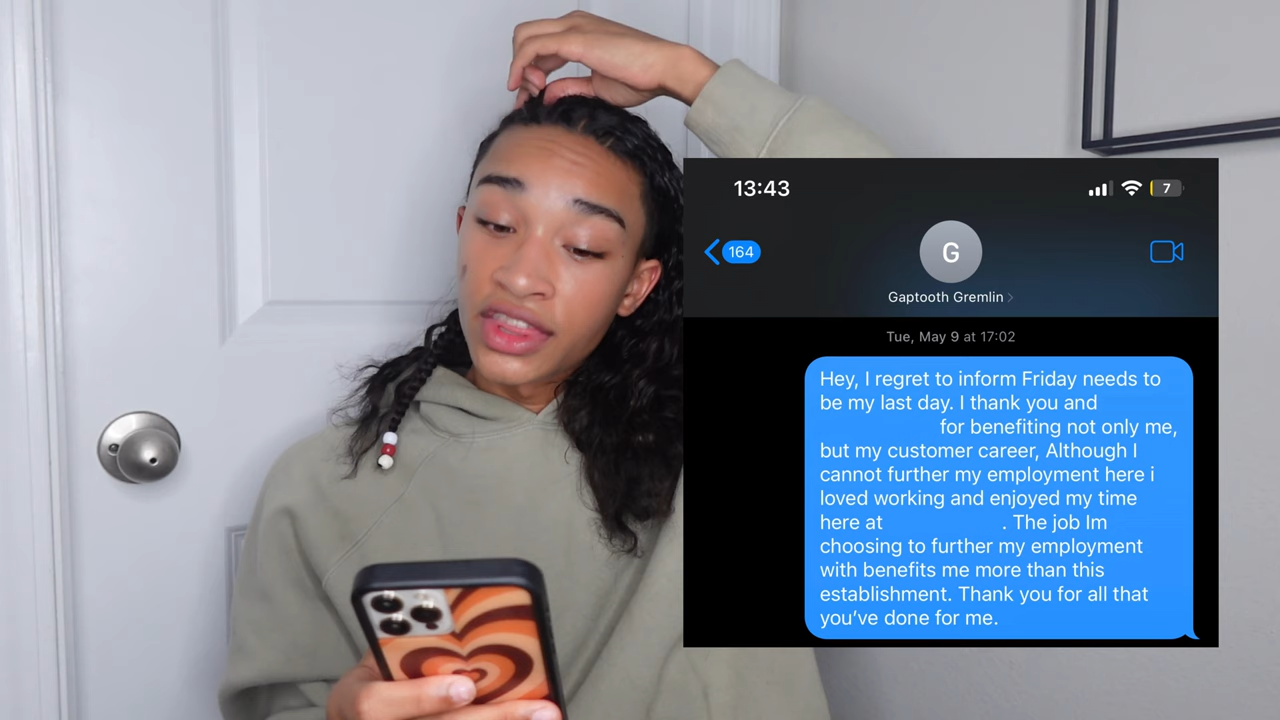 13:43
7
164
G
Gaptooth Gremlin
Tue, May 9 at 17:02
Hey, I regret to inform Friday needs to
be my last day. I thank you and
for benefiting not only me,
but my customer career, Although I
cannot further my employment here i
loved working and enjoyed my time
here at . The job Im
choosing to further my employment
with benefits me more than this
establishment. Thank you for all that
you've done for me.